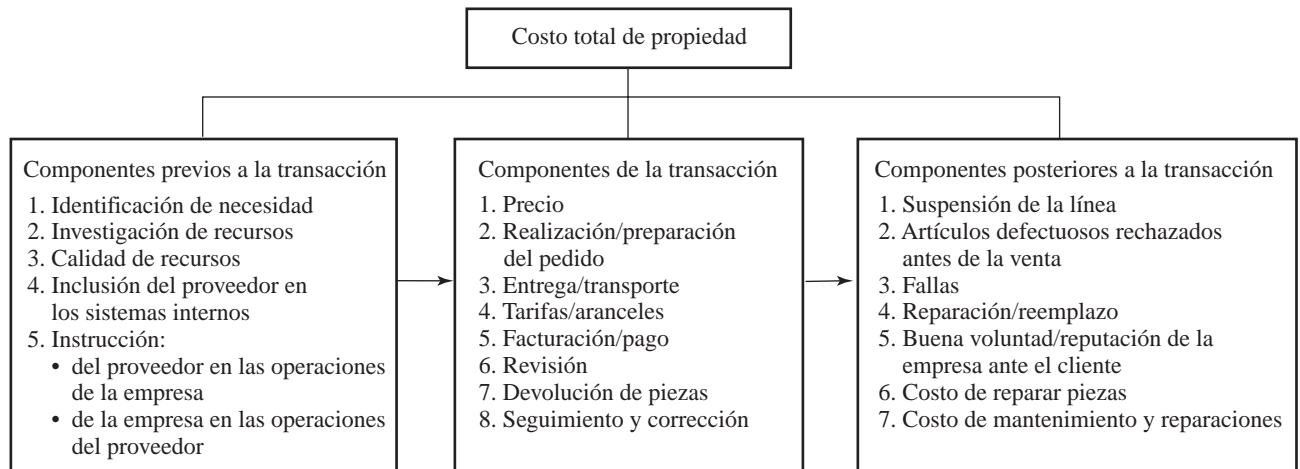 Costo total de propiedad
Componentes previos a la transacción
1. Identificación de necesidad
2. Investigación de recursos
3. Calidad de recursos
4. Inclusión del proveedor en
los sistemas internos
5. Instrucción:
• del proveedor en las operaciones
de la empresa
• de la empresa en las operaciones
del proveedor
Componentes de la transacción
1. Precio
2. Realización/preparación
del pedido
3. Entrega/transporte
4. Tarifas/aranceles
5. Facturación/pago
6. Revisión
7. Devolución de piezas
8. Seguimiento y corrección
Componentes posteriores a la transacción
1. Suspensión de la línea
2. Artículos defectuosos rechazados
antes de la venta
3. Fallas
4. Reparación/reemplazo
5. Buena voluntad/reputación de la
empresa ante el cliente
6. Costo de reparar piezas
7. Costo de mantenimiento y reparaciones